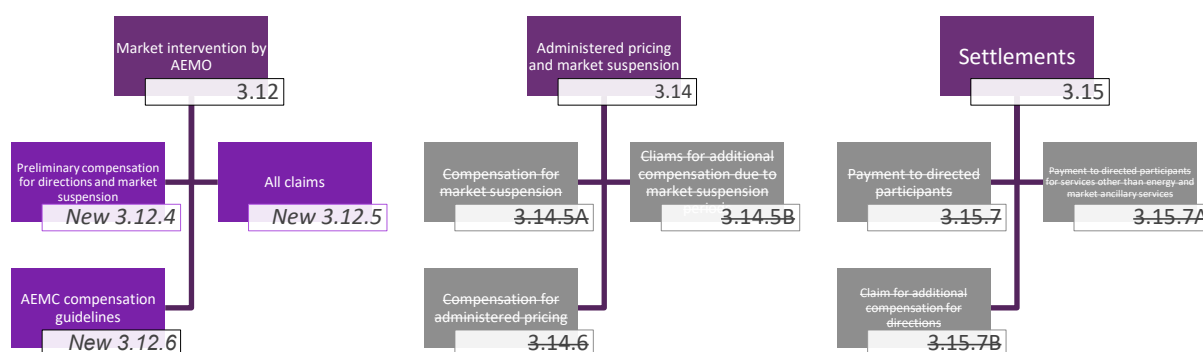 Market intervention by
AEMO
3.12
Preliminary compensation
for directions and market
suspension
New 3.12.4
All claims
New 3.12.5
AEMC compensation
guidelines
New 3.12.6
Administered pricing
and market suspension
3.14
Compensation for
market suspension
3.14.5A
Cliams for additional
compensation due to
market suspension
period
3.14.5B
Compensation for
administered pricing
3.14.6
Settlements
3.15
Payment to directed
participants
3.15.7
Payment to directed participants
for services other than energy and
market ancillary services
3.15.7A
Claim for additional
compensation for
directions
3.15.7B